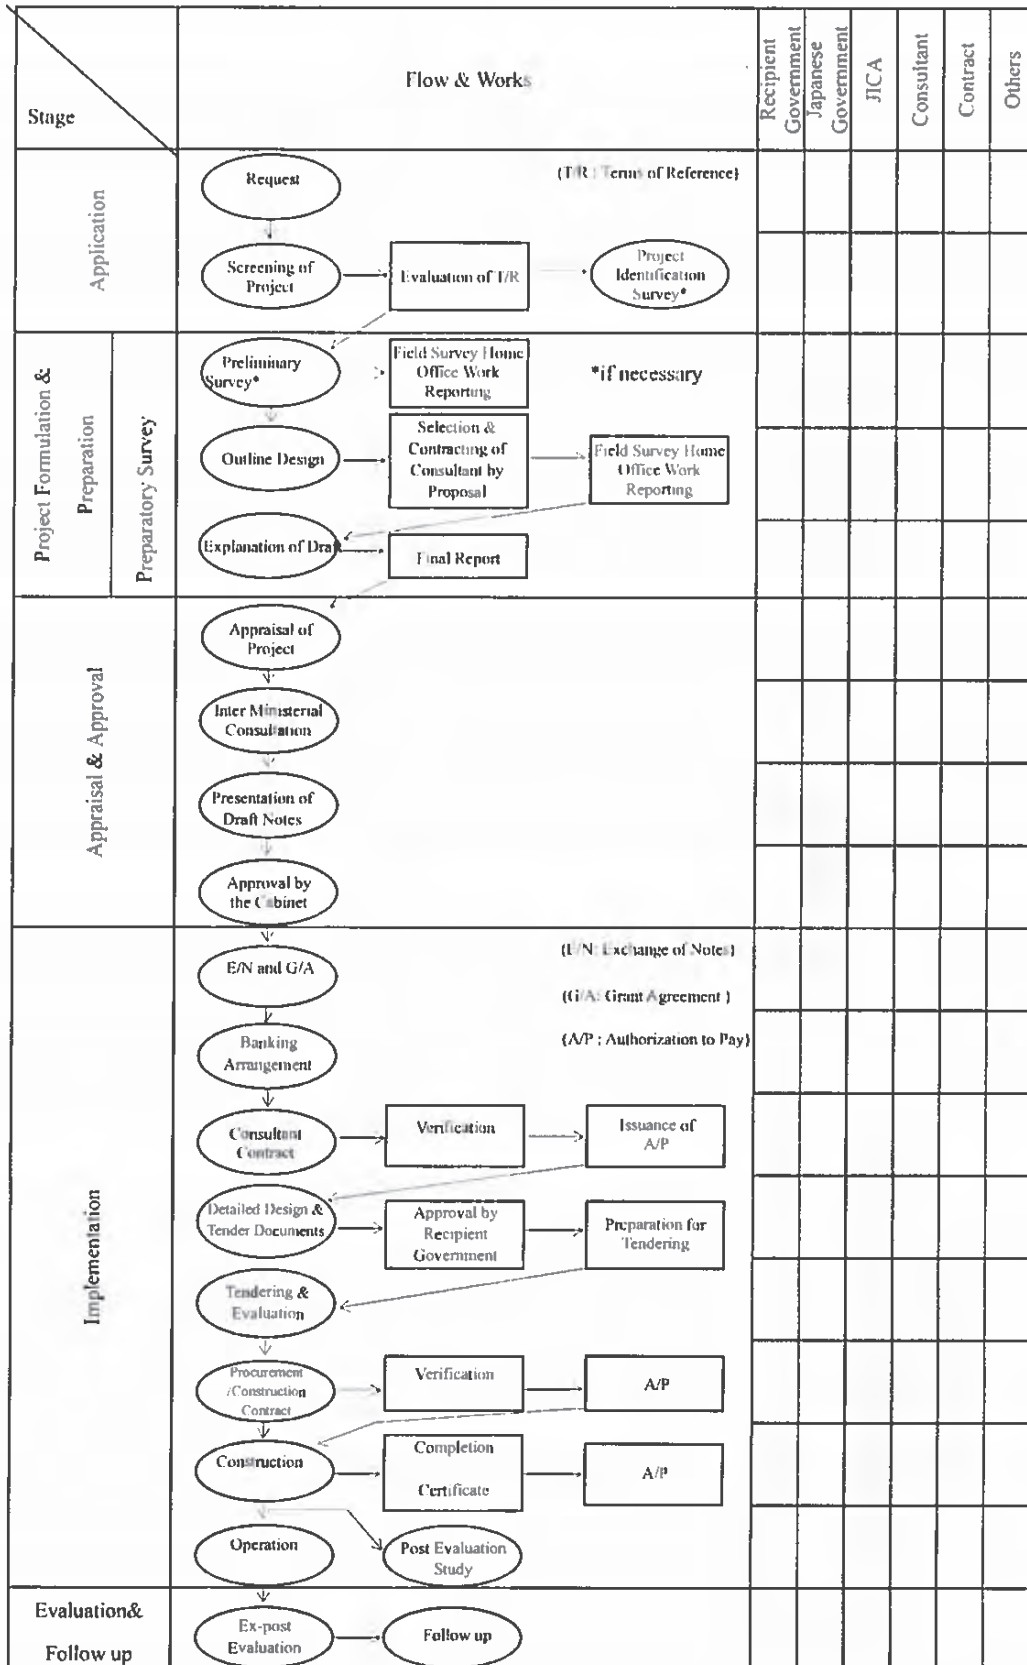 Stage
Flow & Works
Recipient
Government
Japanese
Government
JICA
Consultant
Contract
Others
Application
Request
(T/R : Terms of Reference)
Screening of
Project
Evaluation of T/R
Project
Identification
Survey*
Project Formulation &
Preparation
Preparatory Survey
Preliminary
Survey*
Field Survey Home
Office Work
Reporting
*if necessary
Outline Design
Selection &
Contracting of
Consultant by
Proposal
Field Survey Home
Office Work
Reporting
Explanation of Draft
Final Report
Appraisal & Approval
Appraisal of
Project
Inter Ministerial
Consultation
Presentation of
Draft Notes
Approval by
the Cabinet
Implementation
E/N and G/A
(E/N: Exchange of Notes)
(G/A: Grant Agreement )
(A/P : Authorization to Pay)
Banking
Arrangement
Consultant
Contract
Verification
Issuance of
A/P
Detailed Design &
Tender Documents
Approval by
Recipient
Government
Preparation for
Tendering
Tendering &
Evaluation
Procurement
/Construction
Contract
Verification
A/P
Construction
Completion
Certificate
A/P
Operation
Post Evaluation
Study
Evaluation&
Follow up
Ex-post
Evaluation
Follow up